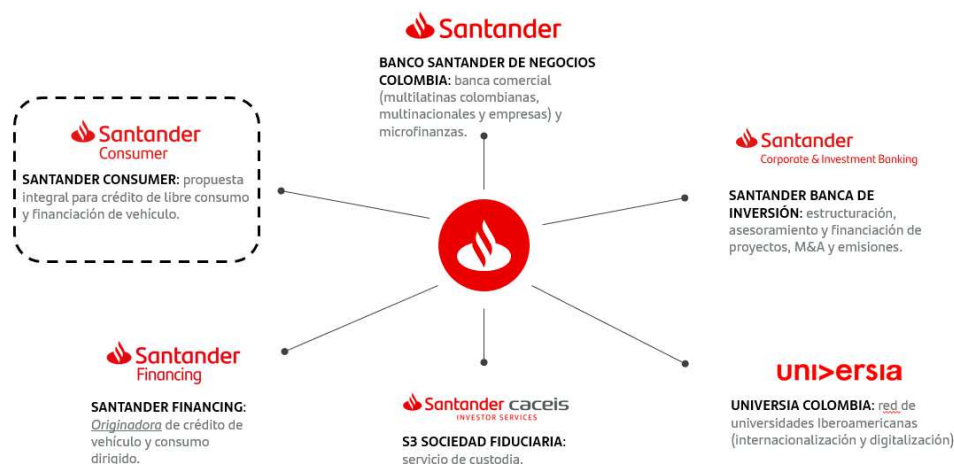 Santander
BANCO SANTANDER DE NEGOCIOS
COLOMBIA: banca comercial
(multilatinas colombianas,
multinacionales y empresas) y
microfinanzas.
Santander
Consumer
SANTANDER CONSUMER: propuesta
integral para crédito de libre consumo
y financiación de vehículo.
Santander
Corporate & Investment Banking
SANTANDER BANCA DE
INVERSIÓN: estructuración,
asesoramiento y financiación de
proyectos, M&A y emisiones.
Santander
Financing
SANTANDER FINANCING:
Originadora de crédito de
vehículo y consumo
dirigido.
Santander caceis
INVESTOR SERVICES
S3 SOCIEDAD FIDUCIARIA:
servicio de custodia.
uni>ersia
UNIVERSIA COLOMBIA: red de
universidades Iberoamericanas
(internacionalización y digitalización)